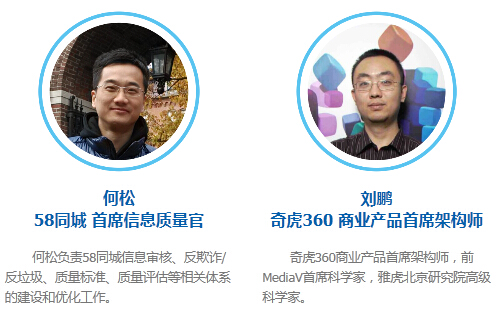 何松
58同城 首席信息质量官
何松负责58同城信息审核、反欺诈/
反垃圾、质量标准、质量评估等相关体系
的建设和优化工作。
刘鹏
奇虎360 商业产品首席架构师
奇虎360商业产品首席架构师，前
MediaV首席科学家，雅虎北京研究院高级
科学家。